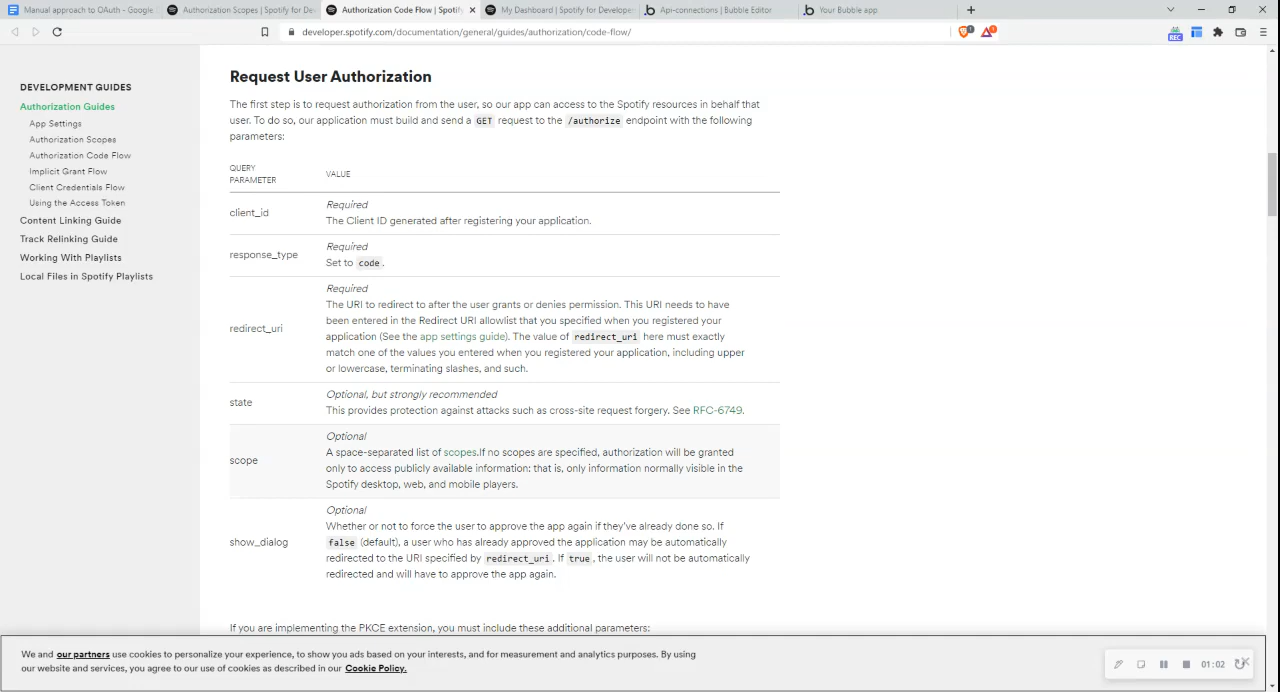 Manual approach to OAuth - Google
Authorization Scopes | Spotify for De
Authorization Code Flow | Spotif
My Dashboard | Spotify for Develope
Api-connections | Bubble Editor
Your Bubble app
developer.spotify.com/documentation/general/guides/authorization/code-flow/
1
REC
DEVELOPMENT GUIDES
Authorization Guides
App Settings
Authorization Scopes
Authorization Code Flow
Implicit Grant Flow
Client Credentials Flow
Using the Access Token
Content Linking Guide
Track Relinking Guide
Working With Playlists
Local Files in Spotify Playlists
Request User Authorization
The first step is to request authorization from the user, so our app can access to the Spotify resources in behalf that
user. To do so, our application must build and send a GET request to the /authorize endpoint with the following
parameters:
QUERY
PARAMETER
VALUE
client_id
Required
The Client ID generated after registering your application.
response_type
Required
Set to code.
redirect_uri
Required
The URI to redirect to after the user grants or denies permission. This URI needs to have
been entered in the Redirect URI allowlist that you specified when you registered your
application (See the app settings guide). The value of redirect_uri here must exactly
match one of the values you entered when you registered your application, including upper
or lowercase, terminating slashes, and such.
state
Optional, but strongly recommended
This provides protection against attacks such as cross-site request forgery. See RFC-6749.
scope
Optional
A space-separated list of scopes.If no scopes are specified, authorization will be granted
only to access publicly available information: that is, only information normally visible in the
Spotify desktop, web, and mobile players.
show_dialog
Optional
Whether or not to force the user to approve the app again if they've already done so. If
false (default), a user who has already approved the application may be automatically
redirected to the URI specified by redirect_uri. If true, the user will not be automatically
redirected and will have to approve the app again.
If you are implementing the PKCE extension, you must include these additional parameters:
We and our partners use cookies to personalize your experience, to show you ads based on your interests, and for measurement and analytics purposes. By using
our website and services, you agree to our use of cookies as described in our Cookie Policy.
01:02